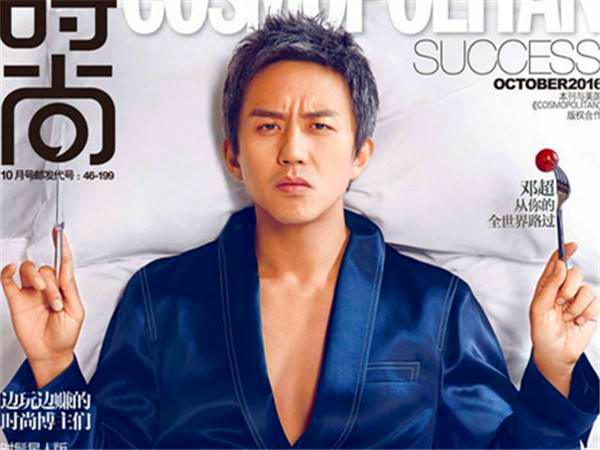 COSMOPOLITAN
时尚
SUCCESS
OCTOBER2016
本刊与美国
《COSMOPOLITAN》
版权合作
10月号邮发代号：46-199
邓超
从你的
全世界路过
边玩边赚的
时尚博主们